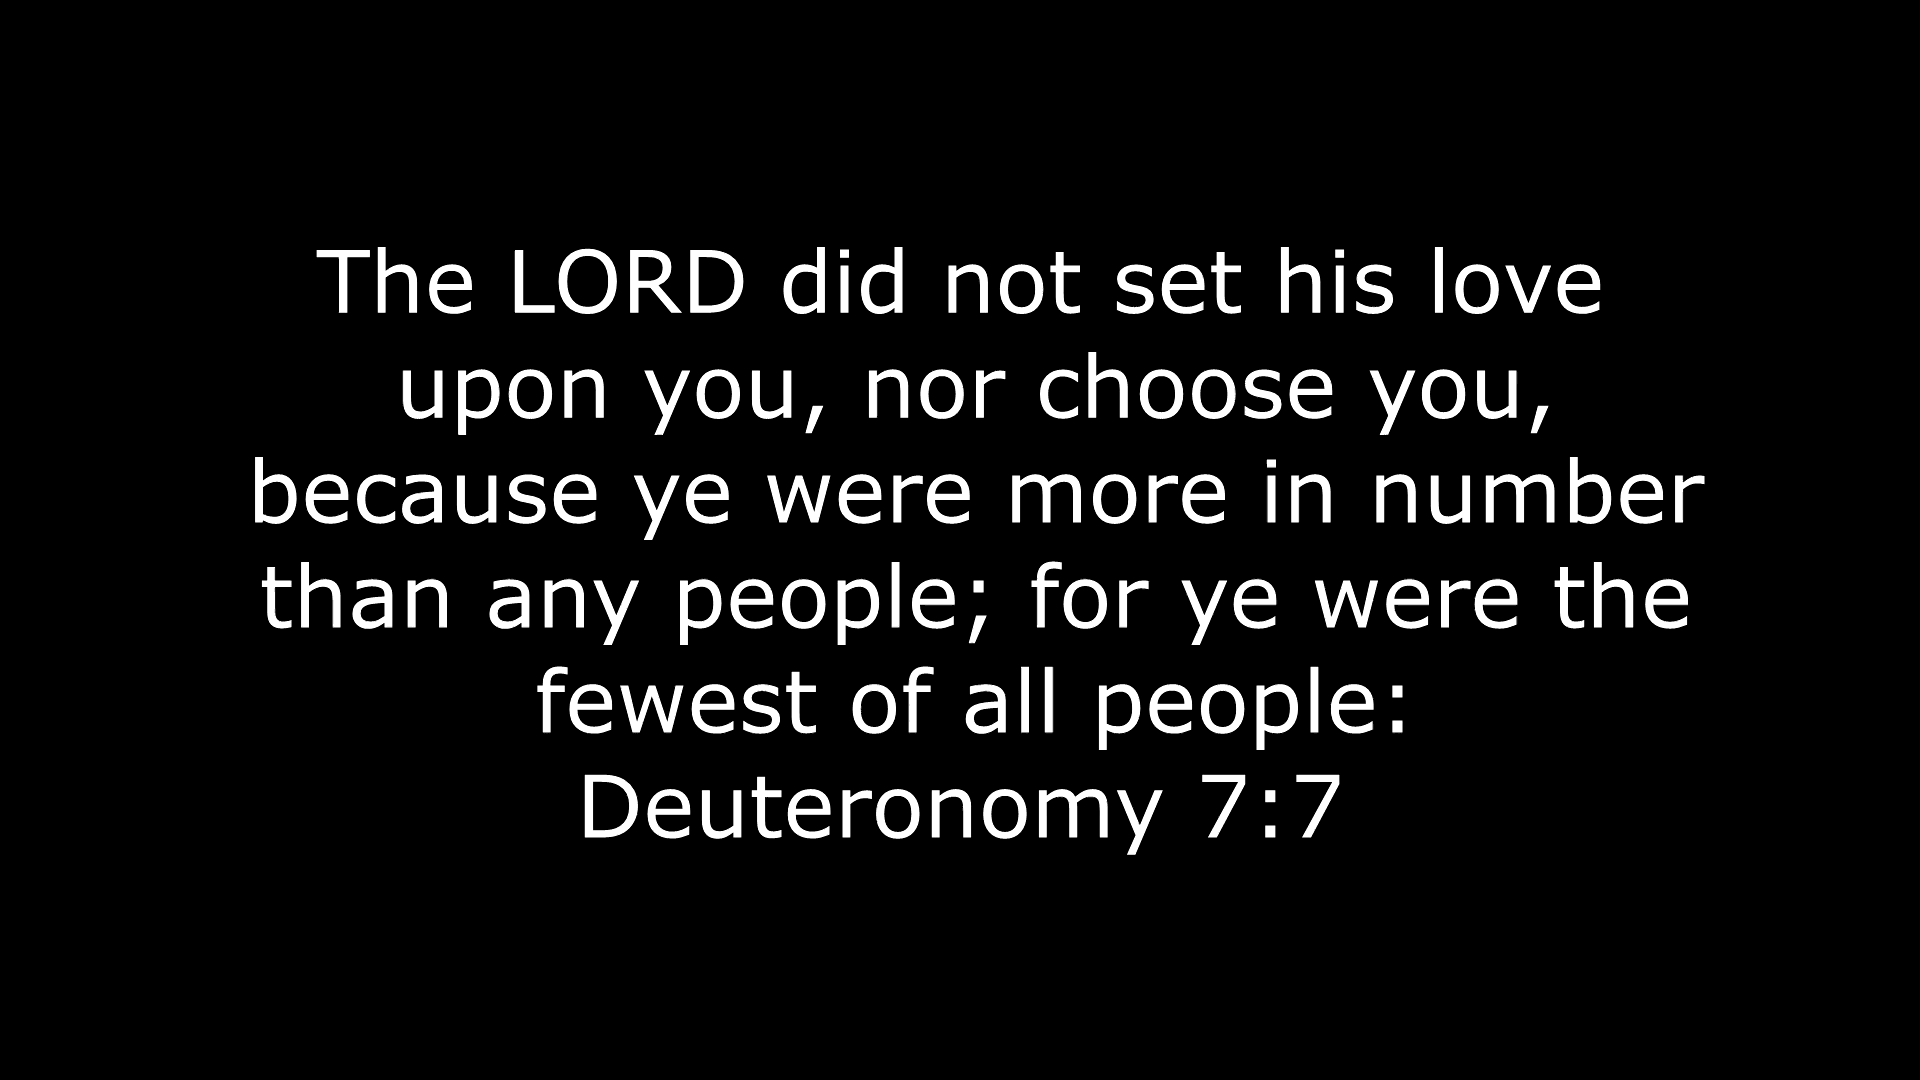 The LORD did not set his love
upon you, nor choose you,
because ye were more in number
than any people; for ye were the
fewest of all people:
Deuteronomy 7:7